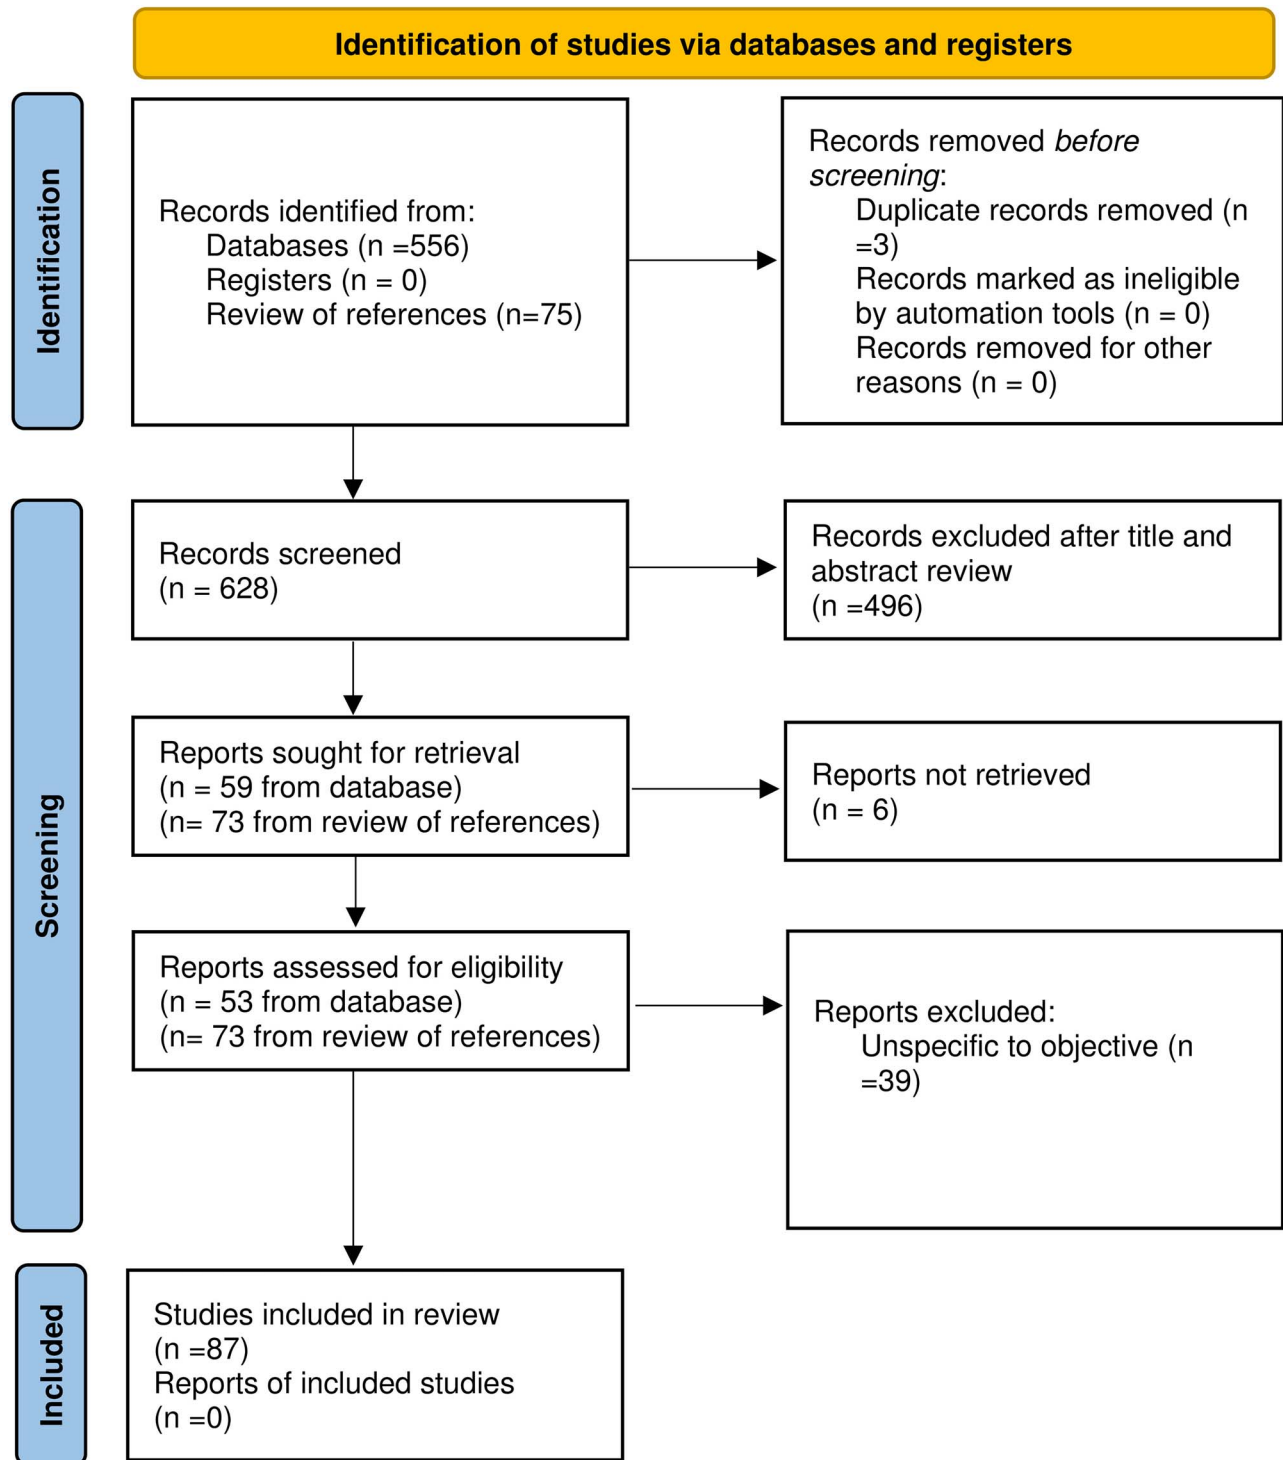 Identification of studies via databases and registers
Identification
Records identified from:
Databases (n =556)
Registers (n = 0)
Review of references (n=75)
Records removed before
screening:
Duplicate records removed (n
=3)
Records marked as ineligible
by automation tools (n = 0)
Records removed for other
reasons (n = 0)
Screening
Records screened
(n = 628)
Records excluded after title and
abstract review
(n =496)
Reports sought for retrieval
(n = 59 from database)
(n= 73 from review of references)
Reports not retrieved
(n = 6)
Reports assessed for eligibility
(n = 53 from database)
(n= 73 from review of references)
Reports excluded:
Unspecific to objective (n
=39)
Included
Studies included in review
(n =87)
Reports of included studies
(n =0)